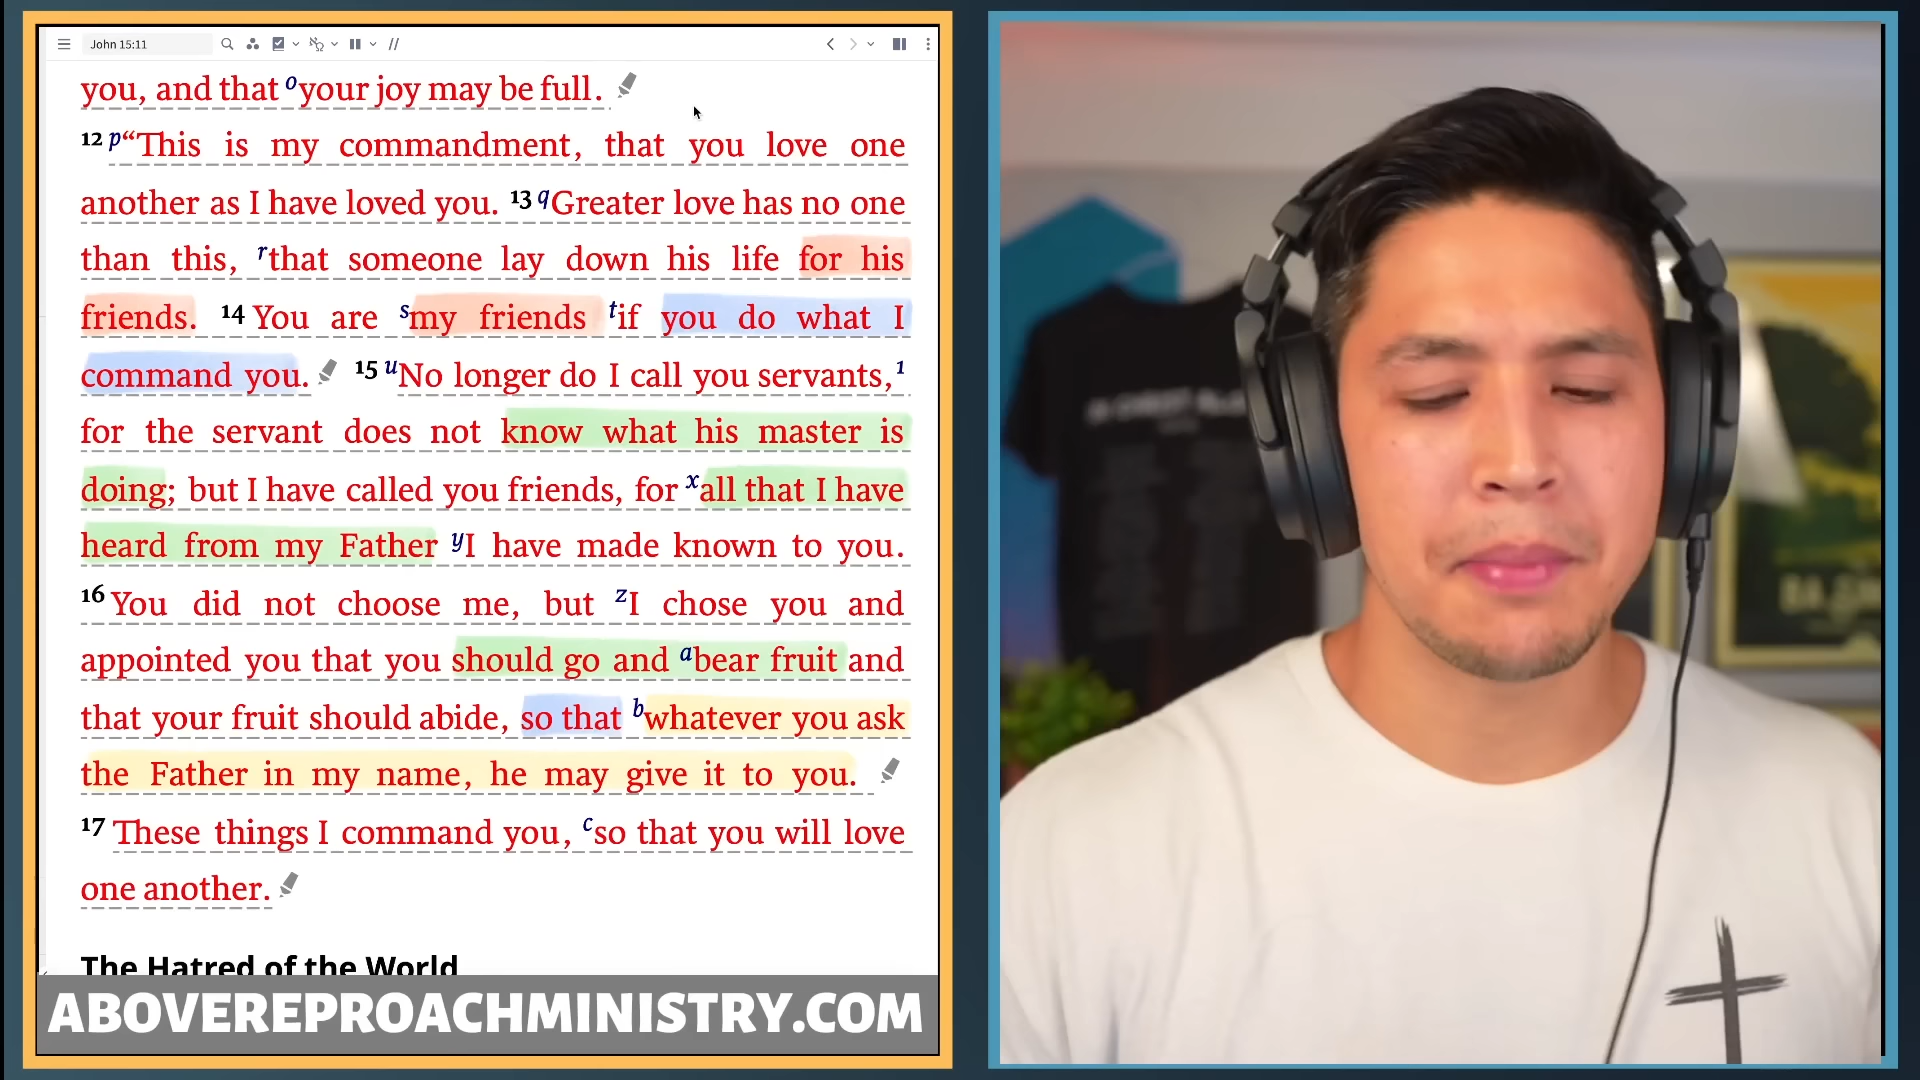 John 15:11
you, and that oyour joy may be full.
12 p“This is my commandment, that you love one
another as I have loved you. 13 qGreater love has no one
than this, rthat someone lay down his life for his
friends. 14 You are smy friends tif you do what I
command you. 15 uNo longer do I call you servants,1
for the servant does not know what his master is
doing; but I have called you friends, for xall that I have
heard from my Father yI have made known to you.
16 You did not choose me, but zI chose you and
appointed you that you should go and abear fruit and
that your fruit should abide, so that bwhatever you ask
the Father in my name, he may give it to you.
17 These things I command you, cso that you will love
one another.
The Hatred of the World
ABOVEREPROACHMINISTRY.COM